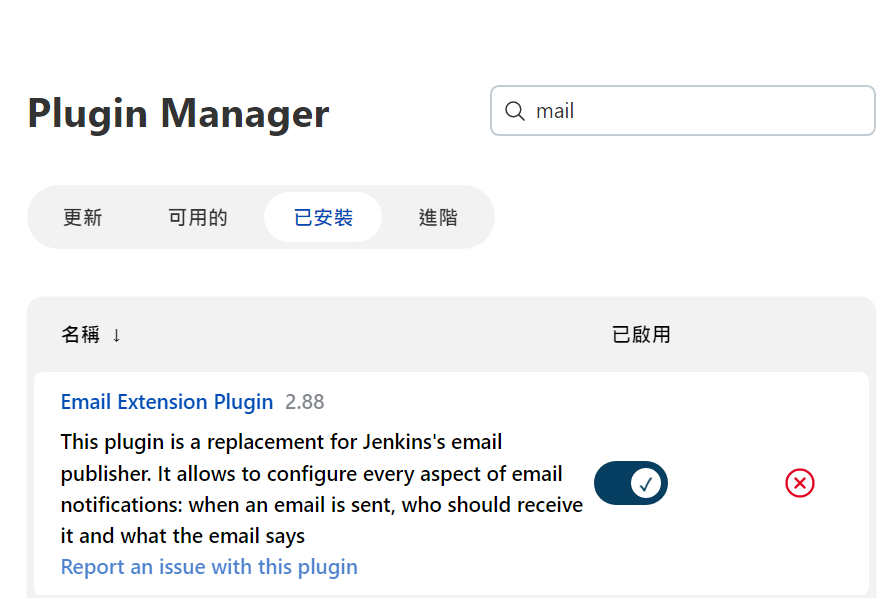 Plugin Manager
mail
更新 可用的 已安裝 進階
名稱 ↓ 已啟用
Email Extension Plugin 2.88
This plugin is a replacement for Jenkins's email
publisher. It allows to configure every aspect of email
notifications: when an email is sent, who should receive
it and what the email says
Report an issue with this plugin